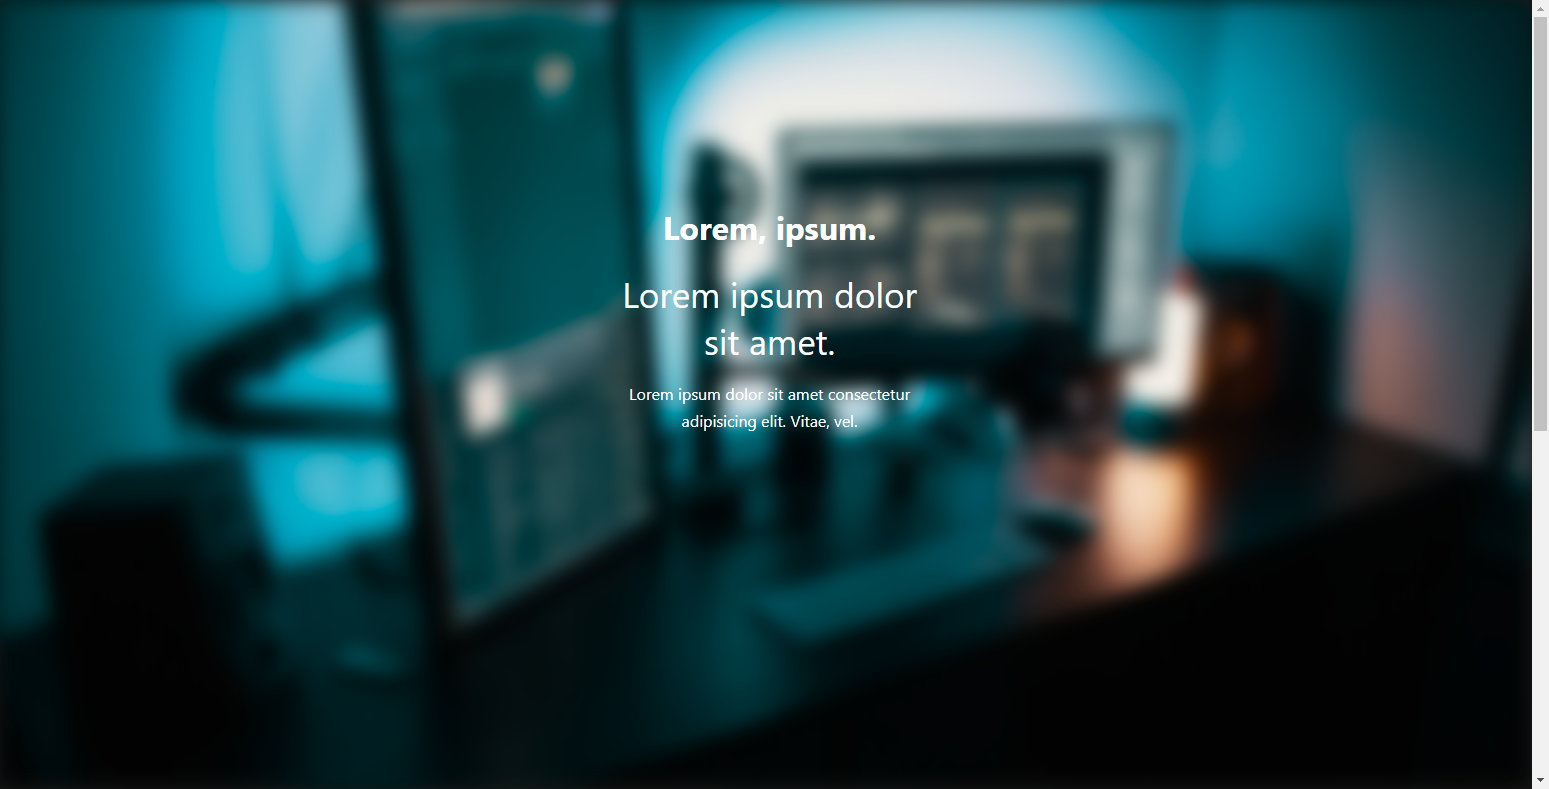 Lorem, ipsum.
Lorem ipsum dolor
sit amet.
Lorem ipsum dolor sit amet consectetur
adipisicing elit. Vitae, vel.